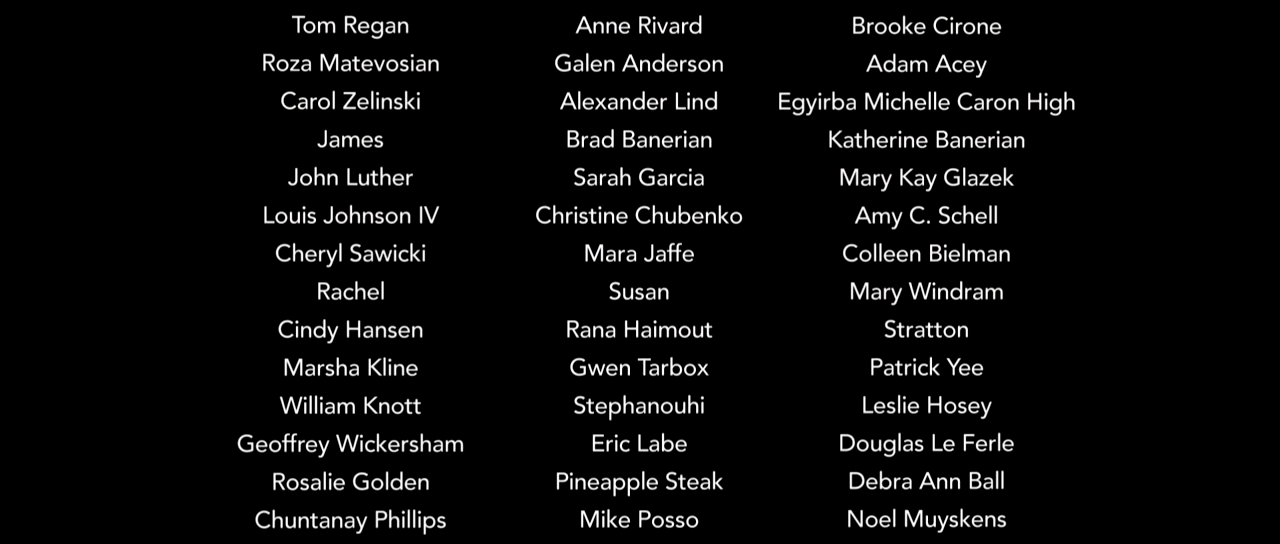 Tom Regan Anne Rivard Brooke Cirone
Roza Matevosian Galen Anderson Adam Acey
Carol Zelinski Alexander Lind Egyirba Michelle Caron High
James Brad Banerian Katherine Banerian
John Luther Sarah Garcia Mary Kay Glazek
Louis Johnson IV Christine Chubenko Amy C. Schell
Cheryl Sawicki Mara Jaffe Colleen Bielman
Rachel Susan Mary Windram
Cindy Hansen Rana Haimout Stratton
Marsha Kline Gwen Tarbox Patrick Yee
William Knott Stephanouhi Leslie Hosey
Geoffrey Wickersham Eric Labe Douglas Le Ferle
Rosalie Golden Pineapple Steak Debra Ann Ball
Chuntanay Phillips Mike Posso Noel Muyskens